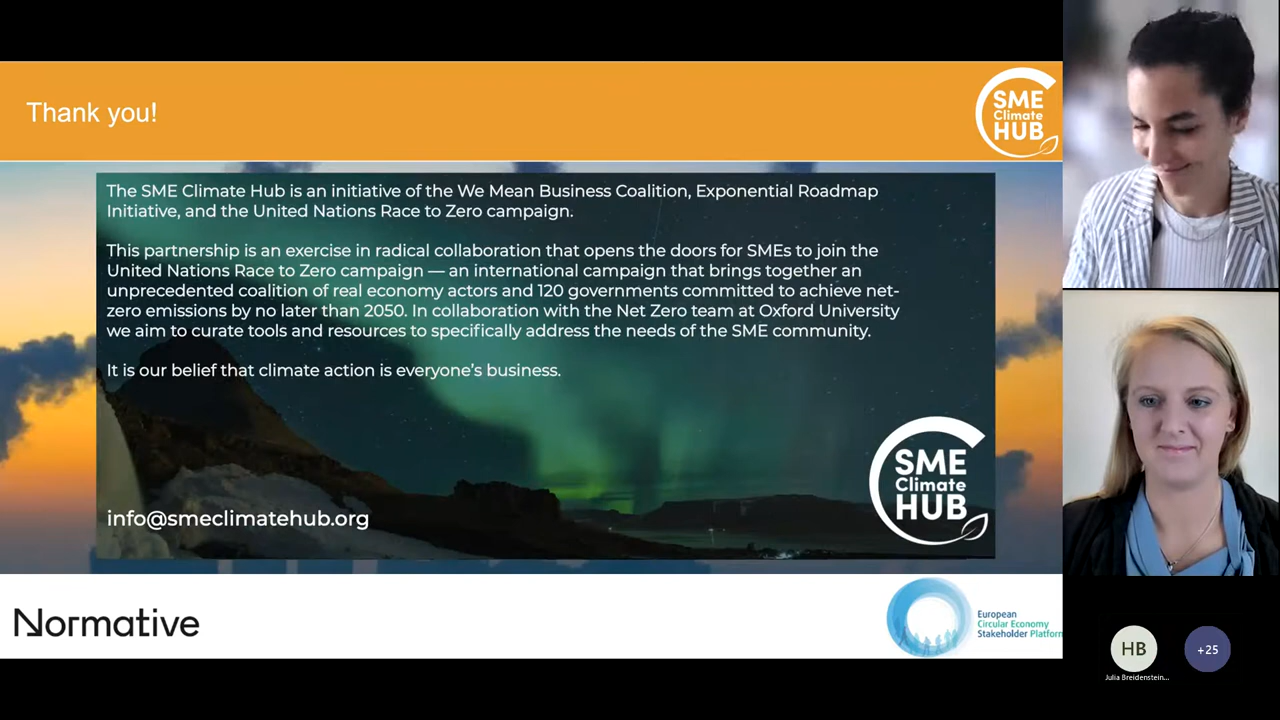 Thank you!
SME
Climate
HUB
The SME Climate Hub is an initiative of the We Mean Business Coalition, Exponential Roadmap
Initiative, and the United Nations Race to Zero campaign.
This partnership is an exercise in radical collaboration that opens the doors for SMEs to join the
United Nations Race to Zero campaign — an international campaign that brings together an
unprecedented coalition of real economy actors and 120 governments committed to achieve net-
zero emissions by no later than 2050. In collaboration with the Net Zero team at Oxford University
we aim to curate tools and resources to specifically address the needs of the SME community.
It is our belief that climate action is everyone’s business.
SME
Climate
HUB
info@smeclimatehub.org
Normative
European
Circular Economy
Stakeholder Platform
HB
+25
Julia Breidenstein...